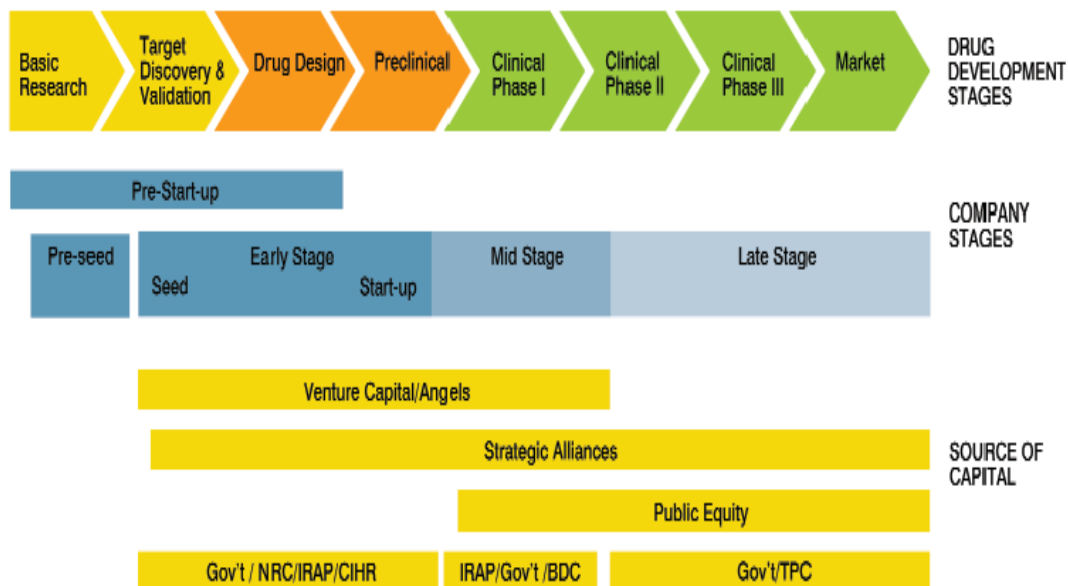 Basic
Research
Target
Discovery &
Validation
Drug Design
Preclinical
Clinical
Phase I
Clinical
Phase II
Clinical
Phase III
Market
DRUG
DEVELOPMENT
STAGES
Pre-Start-up
Pre-seed
Early Stage
Seed
Start-up
Mid Stage
Late Stage
COMPANY
STAGES
Venture Capital/Angels
Strategic Alliances
Public Equity
Gov't / NRC/IRAP/CIHR
IRAP/Gov't /BDC
Gov't/TPC
SOURCE OF
CAPITAL